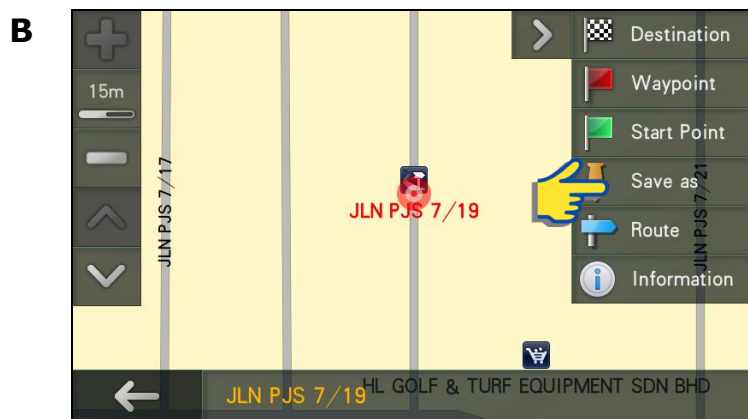 B
15m
Destination
Waypoint
Start Point
Save as
Route
Information
JLN PJS 7/17
JLN PJS 7/19
JLN PJS 7/21
HL GOLF & TURF EQUIPMENT SDN BHD
JLN PJS 7/19